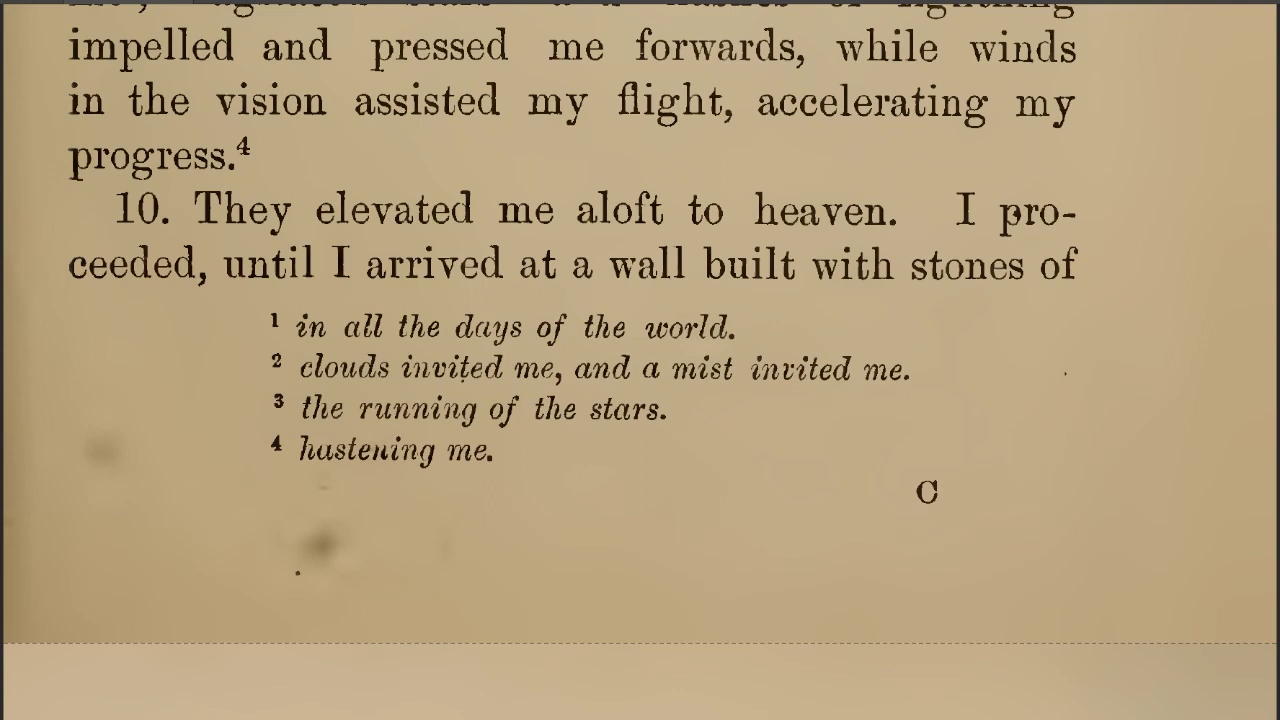 impelled and pressed me forwards, while winds
in the vision assisted my flight, accelerating my
progress.⁴
10. They elevated me aloft to heaven. I pro-
ceeded, until I arrived at a wall built with stones of
¹ in all the days of the world.
² clouds invited me, and a mist invited me.
³ the running of the stars.
⁴ hastening me.
C